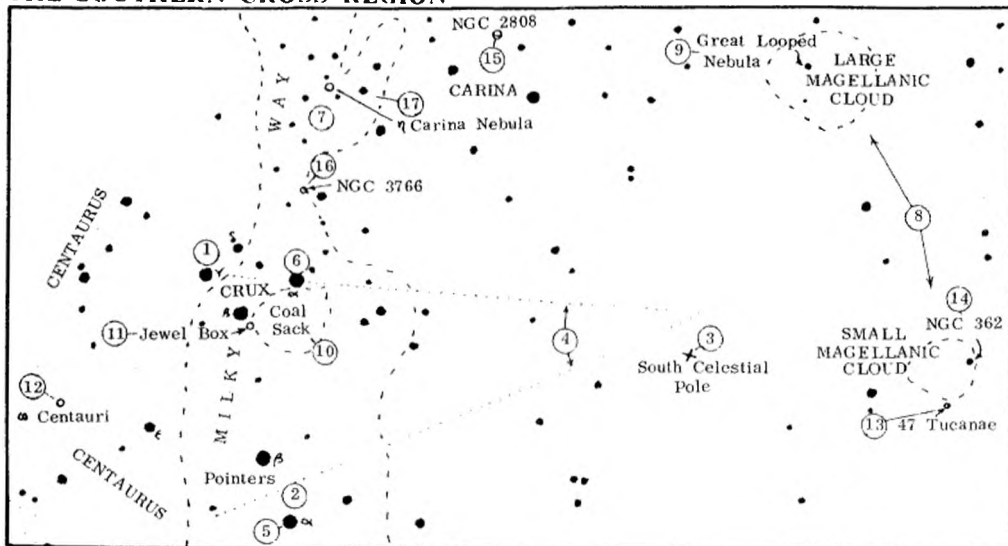 THE SOUTHERN CROSS REGION
NGC 2808
15
CARINA
9
Great Looped
Nebula
LARGE
MAGELLANIC
CLOUD
WAY
7
17
η Carina Nebula
16
NGC 3766
8
CENTAURUS
1
δ
γ
6
α
CRUX
β
Coal
Sack
11
Jewel Box
10
4
3
South Celestial
Pole
14
NGC 362
SMALL
MAGELLANIC
CLOUD
12
ω Centauri
MILKY
13
47 Tucanae
ε
CENTAURUS
β
Pointers
2
5
α